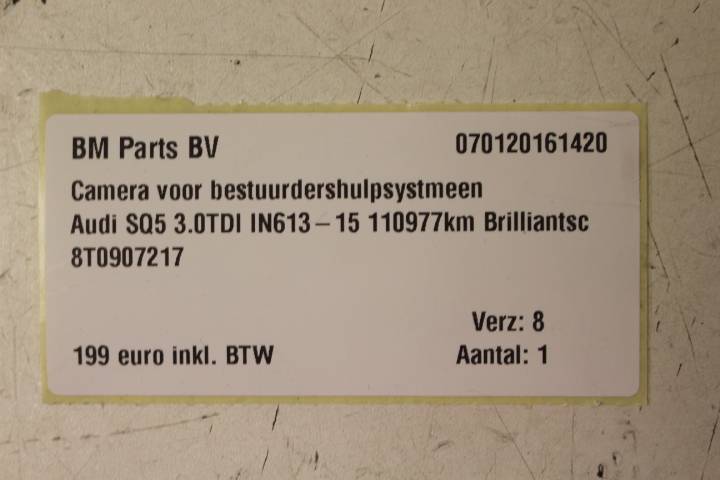 BM Parts BV 070120161420
Camera voor bestuurdershulpsystmeen
Audi SQ5 3.0TDI IN613-15 110977km Brilliantsc
8T0907217
Verz: 8
199 euro inkl. BTW Aantal: 1